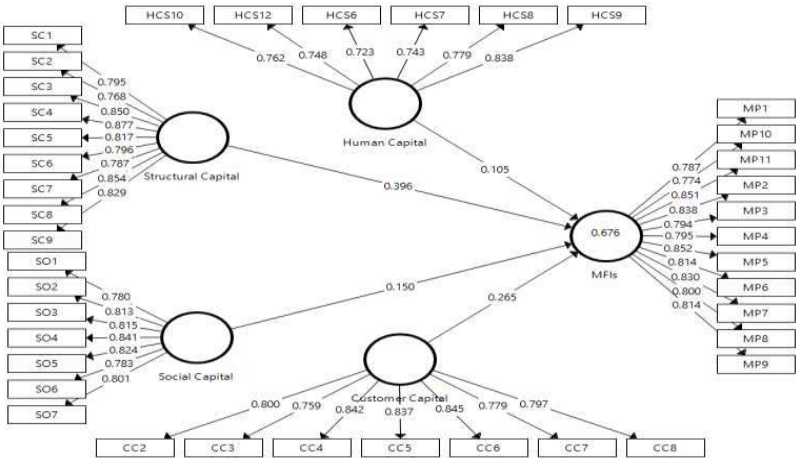 HCS10 HCS12 HCS6 HCS7 HCS8 HCS9
0.762 0.748 0.723 0.743 0.779 0.838
Human Capital
SC1
SC2
SC3
SC4
SC5
SC6
SC7
SC8
SC9
0.795
0.768
0.850
0.877
0.817
0.796
0.787
0.854
0.829
Structural Capital
0.105
0.396
0.150
0.265
0.676
MFIs
SO1
SO2
SO3
SO4
SO5
SO6
SO7
0.780
0.813
0.815
0.841
0.824
0.783
0.801
Social Capital
Customer Capital
0.800 0.759 0.842 0.837 0.845 0.779 0.797
CC2 CC3 CC4 CC5 CC6 CC7 CC8
0.787
0.774
0.851
0.838
0.794
0.795
0.852
0.814
0.830
0.800
0.814
MP1
MP10
MP11
MP2
MP3
MP4
MP5
MP6
MP7
MP8
MP9